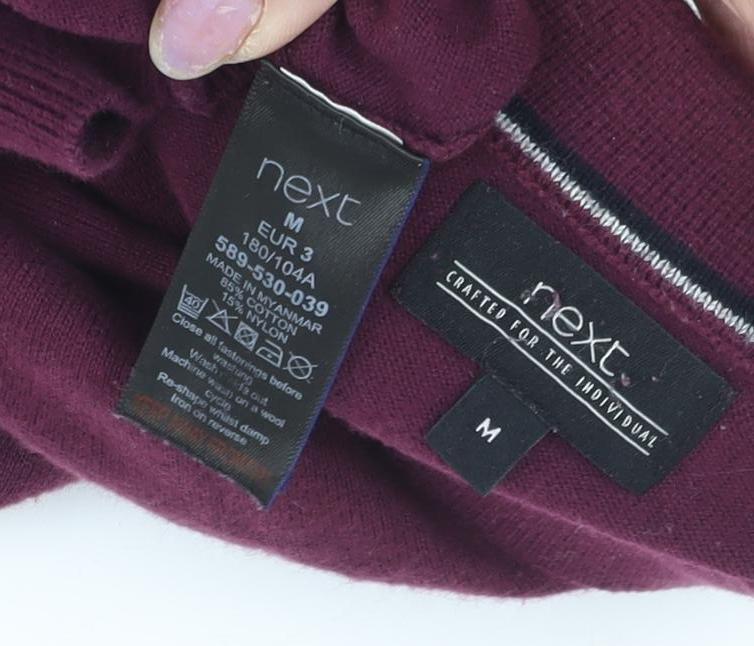 next
M
EUR 3
180/104A
589-530-039
MADE IN MYANMAR
85% COTTON
15% NYLON
40
Close all fastenings before
washing
Wash inside out
Machine wash on a wool
cycle
Re-shape whilst damp
Iron on reverse
next
CRAFTED FOR THE INDIVIDUAL
M